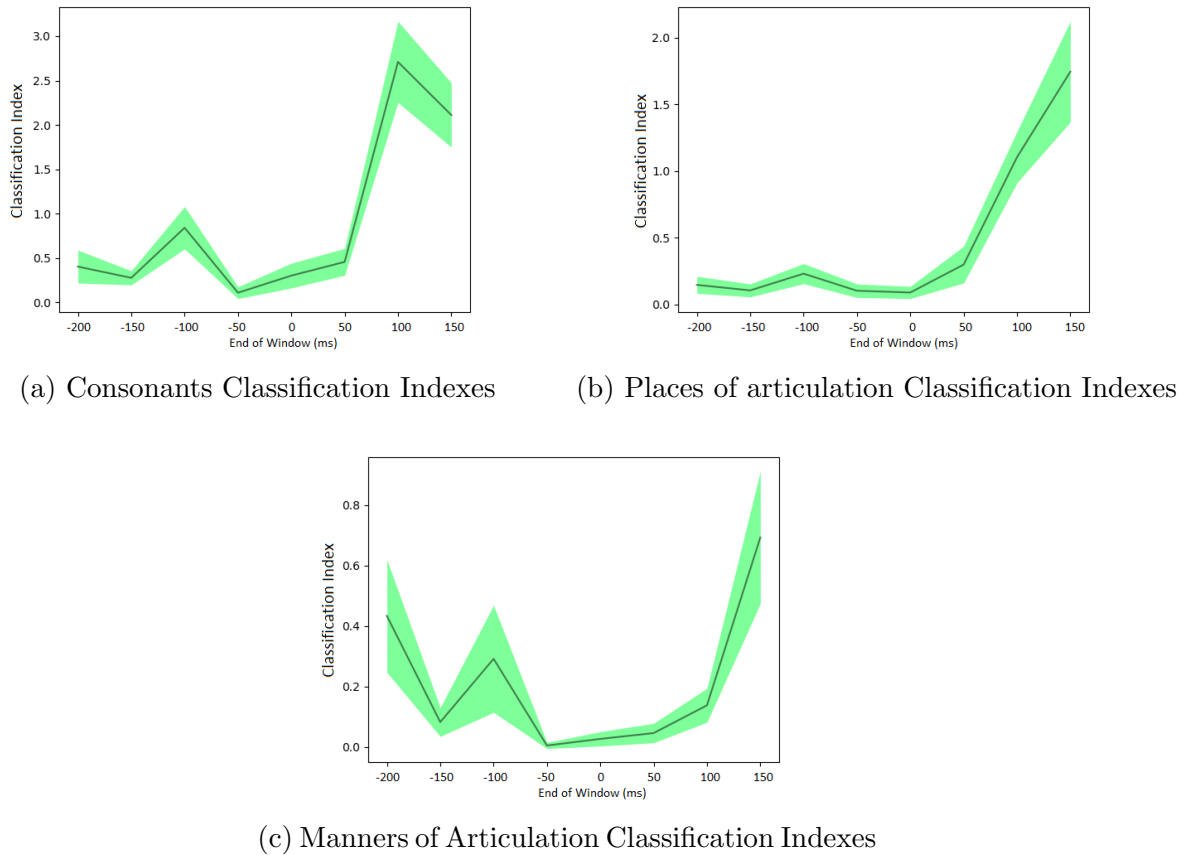 3.0
2.5
2.0
1.5
1.0
0.5
0.0
Classification Index
-200 -150 -100 -50 0 50 100 150
End of Window (ms)
(a) Consonants Classification Indexes
2.0
1.5
1.0
0.5
0.0
Classification Index
-200 -150 -100 -50 0 50 100 150
End of Window (ms)
(b) Places of articulation Classification Indexes
0.8
0.6
0.4
0.2
0.0
Classification Index
-200 -150 -100 -50 0 50 100 150
End of Window (ms)
(c) Manners of Articulation Classification Indexes